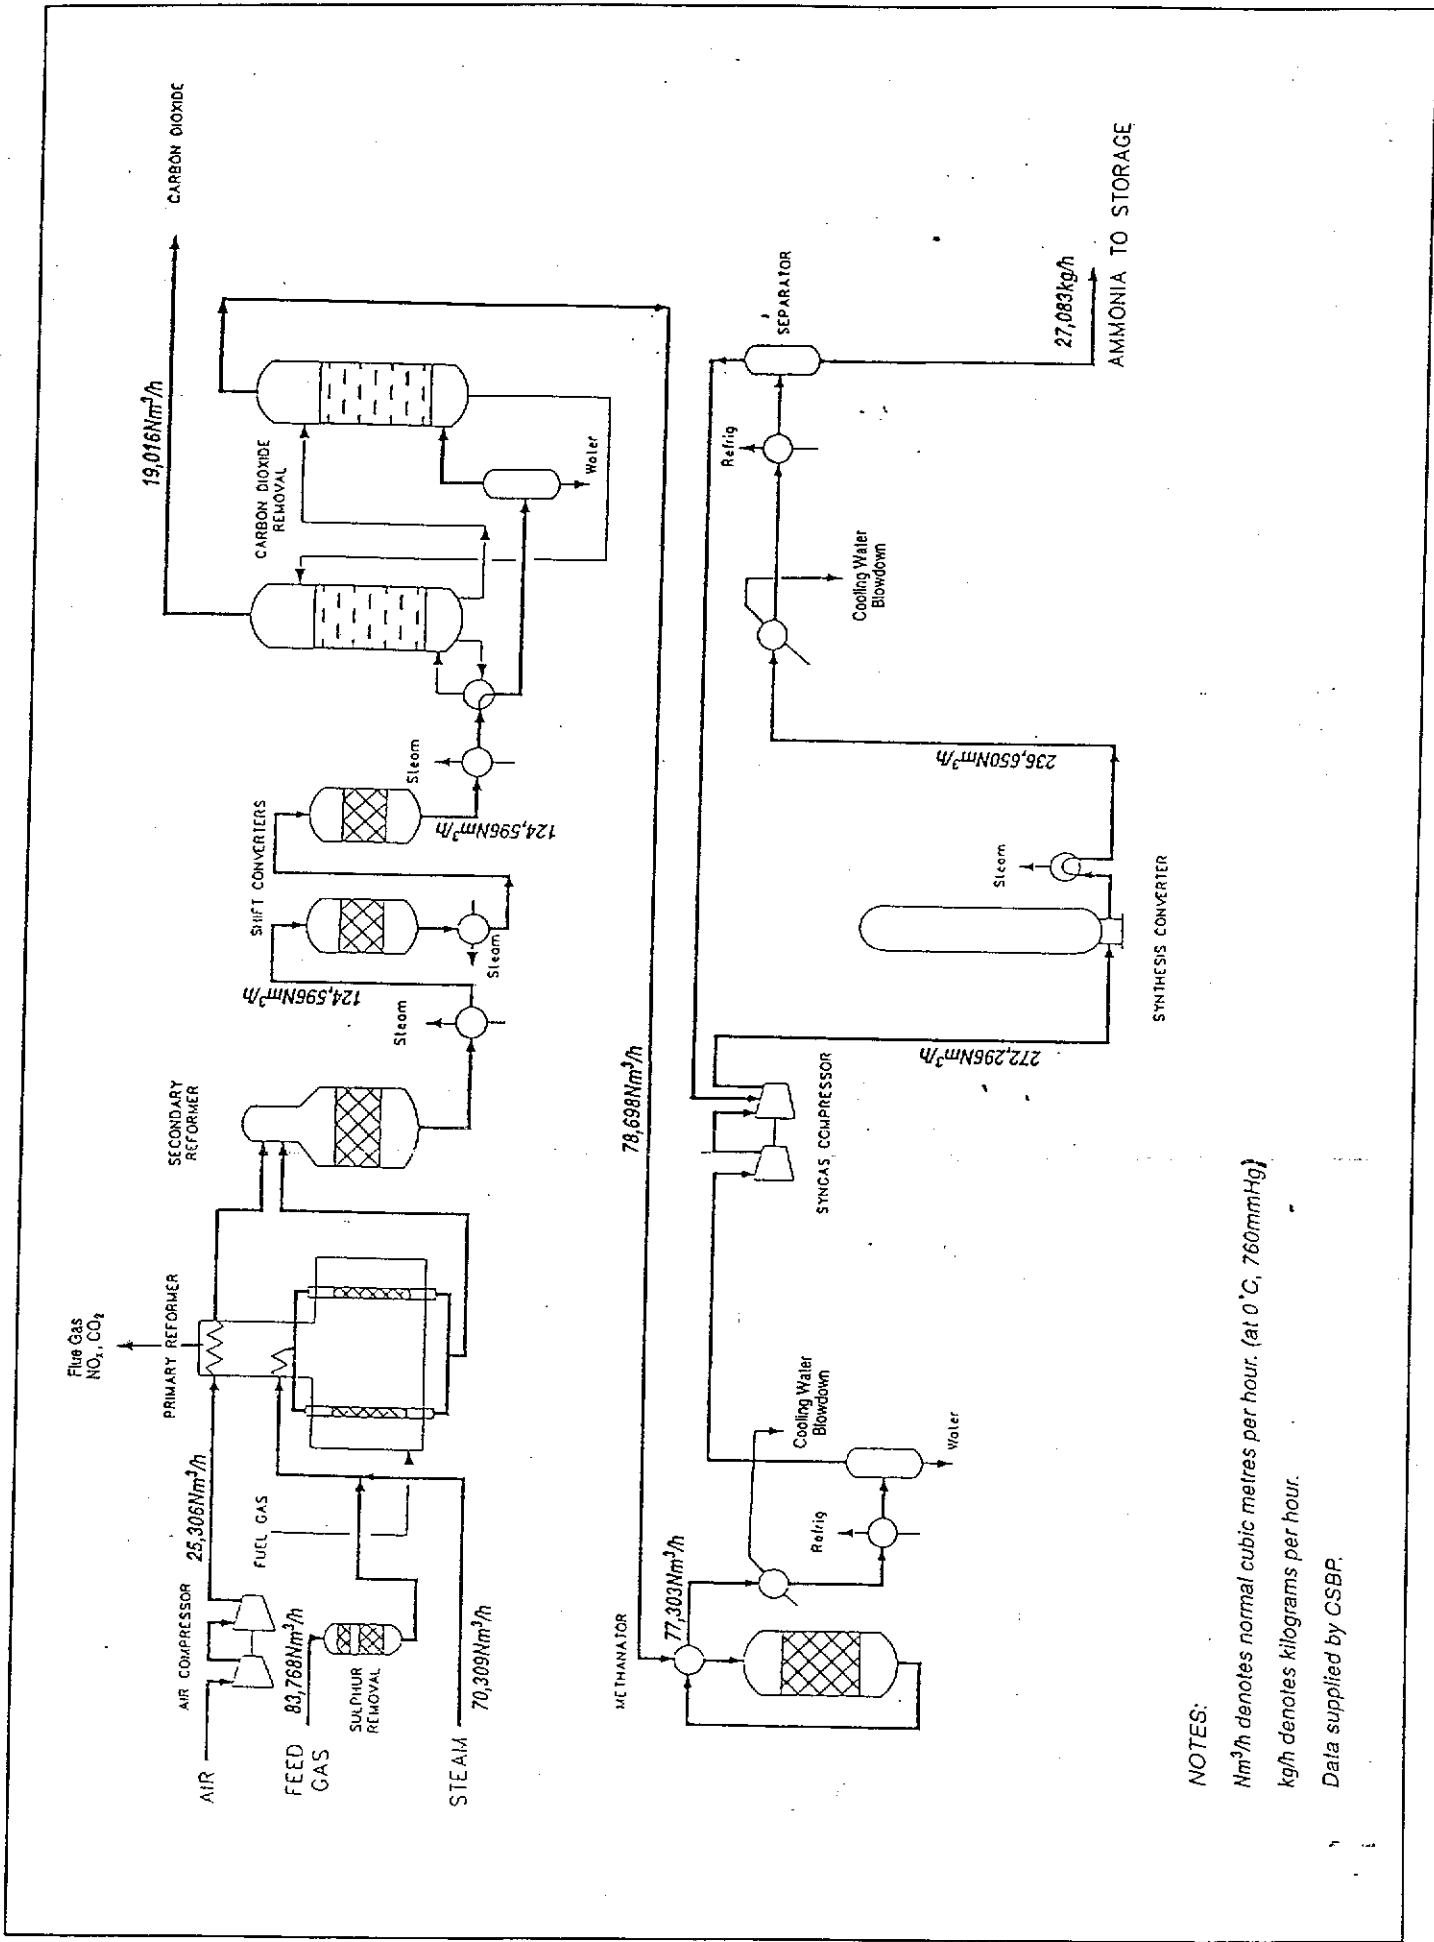 Flue Gas
NOx, CO2
PRIMARY REFORMER
SECONDARY
REFORMER
SHIFT CONVERTERS
CARBON DIOXIDE
REMOVAL
CARBON DIOXIDE
19,016Nm³/h
AIR COMPRESSOR
25,306Nm³/h
AIR
FUEL GAS
83,768Nm³/h
FEED
GAS
SULPHUR
REMOVAL
STEAM
70,309Nm³/h
Steam
124,596Nm³/h
Steam
124,596Nm³/h
Steam
Water
78,698Nm³/h
METHANATOR
77,303Nm³/h
Cooling Water
Blowdown
Refrig
Water
SYNGAS COMPRESSOR
272,296Nm³/h
SYNTHESIS CONVERTER
Steam
236,650Nm³/h
Cooling Water
Blowdown
Refrig
SEPARATOR
27,083kg/h
AMMONIA TO STORAGE
NOTES:
Nm³/h denotes normal cubic metres per hour. (at 0°C, 760mmHg)
kg/h denotes kilograms per hour.
Data supplied by CSBP.